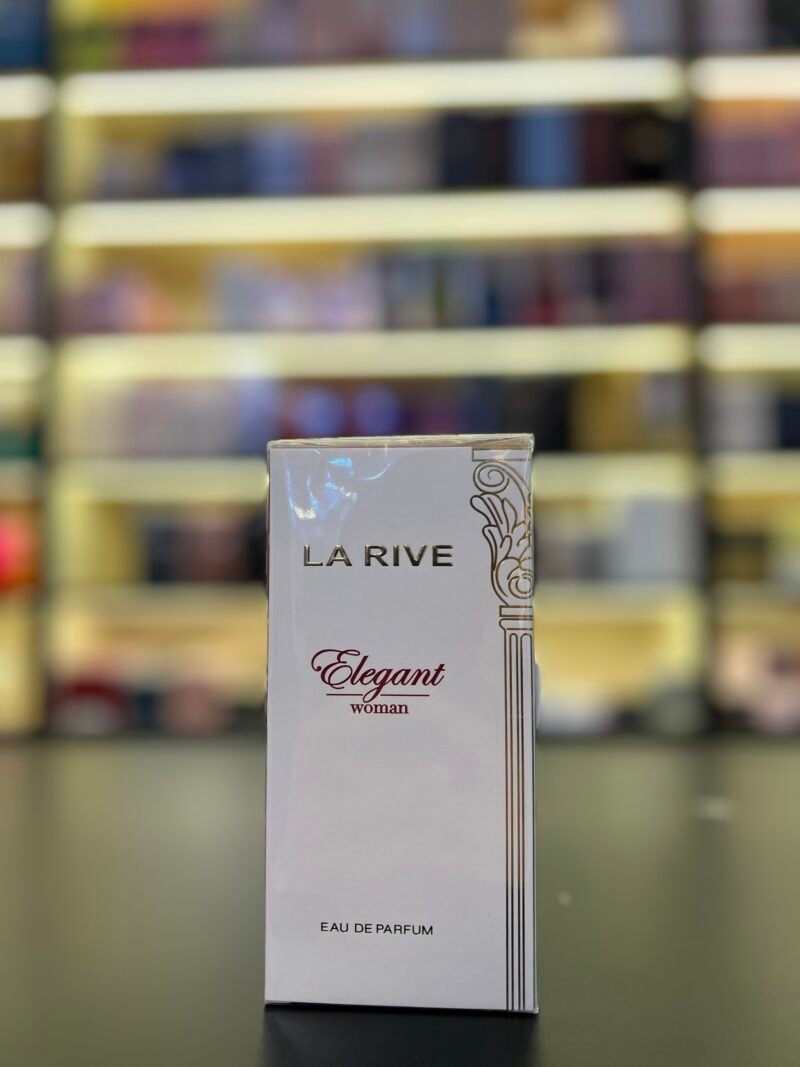 LA RIVE
Elegant
woman
EAU DE PARFUM